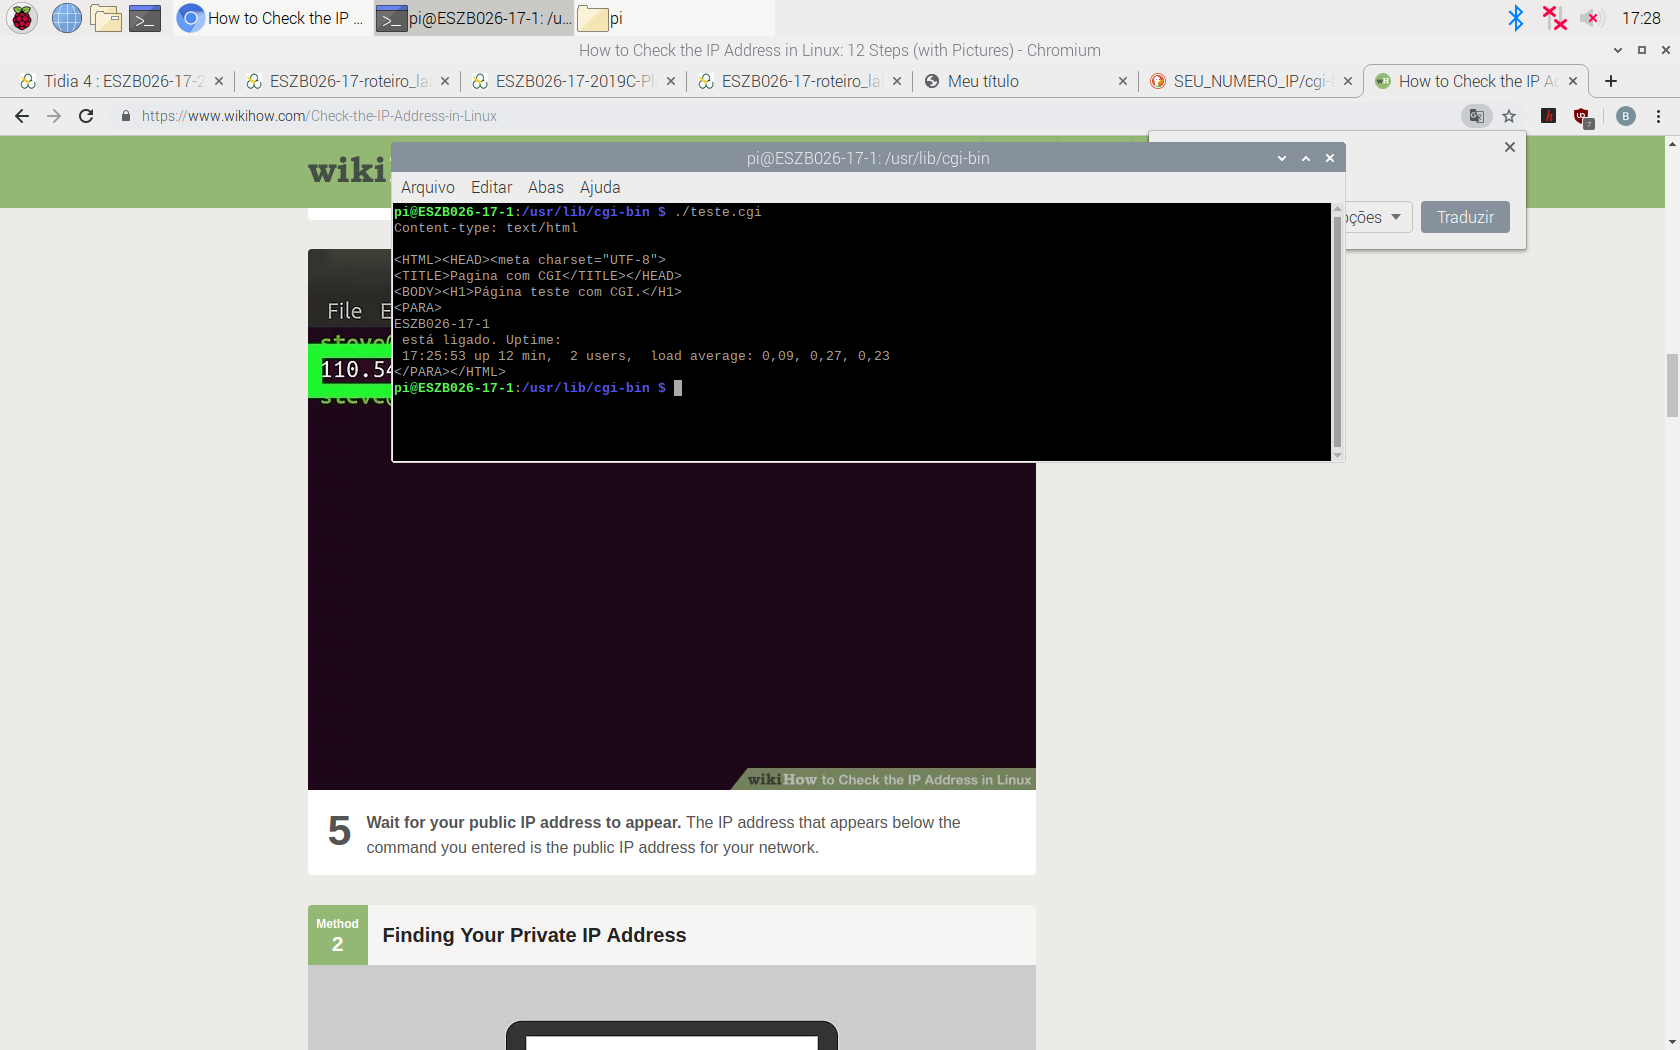 How to Check the IP ...
pi@ESZB026-17-1: /u...
pi
17:28
How to Check the IP Address in Linux: 12 Steps (with Pictures) - Chromium
Tidia 4 : ESZB026-17-2
ESZB026-17-roteiro_la
ESZB026-17-2019C-Pl
ESZB026-17-roteiro_la
Meu título
SEU_NUMERO_IP/cgi-
How to Check the IP Ad
https://www.wikihow.com/Check-the-IP-Address-in-Linux
7
B
wiki
pi@ESZB026-17-1: /usr/lib/cgi-bin
Arquivo Editar Abas Ajuda
pções
Traduzir
pi@ESZB026-17-1:/usr/lib/cgi-bin $ ./teste.cgi
Content-type: text/html
<HTML><HEAD><meta charset="UTF-8">
<TITLE>Pagina com CGI</TITLE></HEAD>
<BODY><H1>Página teste com CGI.</H1>
<PARA>
ESZB026-17-1
está ligado. Uptime:
17:25:53 up 12 min, 2 users, load average: 0,09, 0,27, 0,23
</PARA></HTML>
pi@ESZB026-17-1:/usr/lib/cgi-bin $
File E
steve@
110.54
steve@
wikiHow to Check the IP Address in Linux
5 Wait for your public IP address to appear. The IP address that appears below the
command you entered is the public IP address for your network.
Method
2
Finding Your Private IP Address